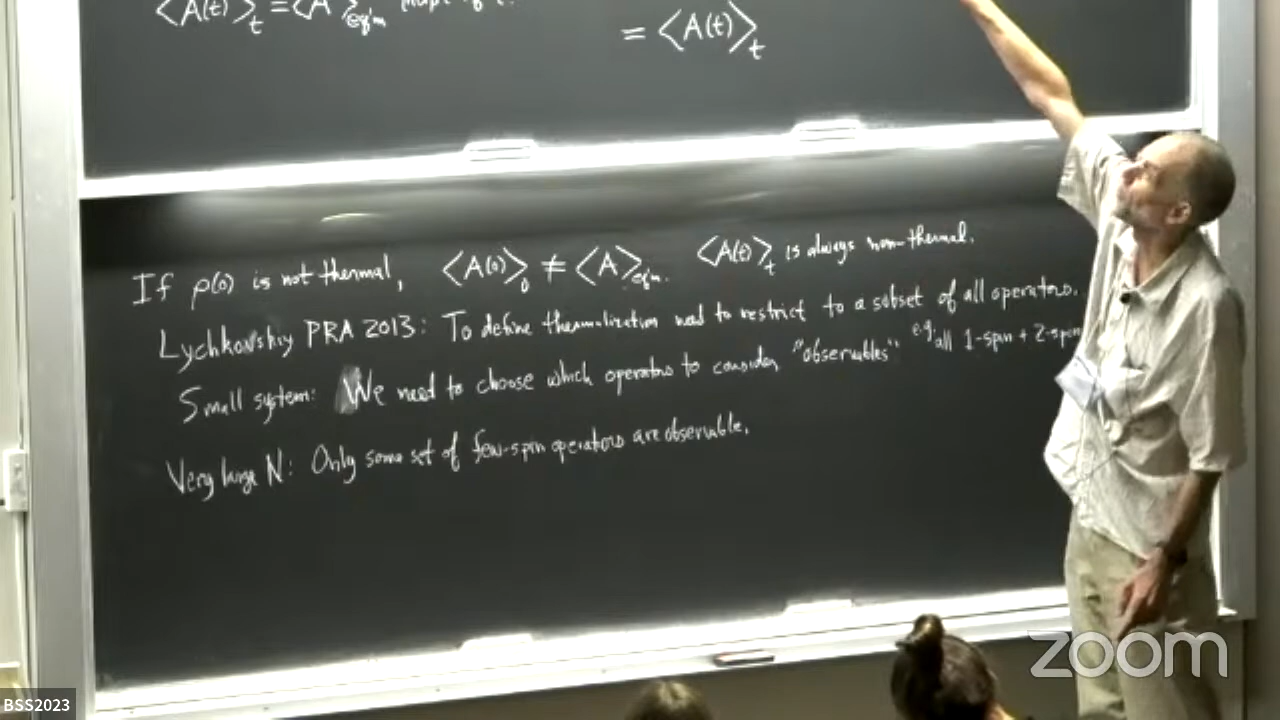 ⟨A(t)⟩_t = ⟨A⟩_eq'm
= ⟨A(t)⟩_t
If ρ(0) is not thermal, ⟨A(0)⟩_0 ≠ ⟨A⟩_eq'm. ⟨A(t)⟩_t is always non-thermal.
Lychkovskiy PRA 2013: To define thermalization need to restrict to a subset of all operators.
Small system: We need to choose which operators to consider "observables" e.g. all 1-spin + 2-spin
Very large N: Only some set of few-spin operators are observable.
BSS2023
zoom